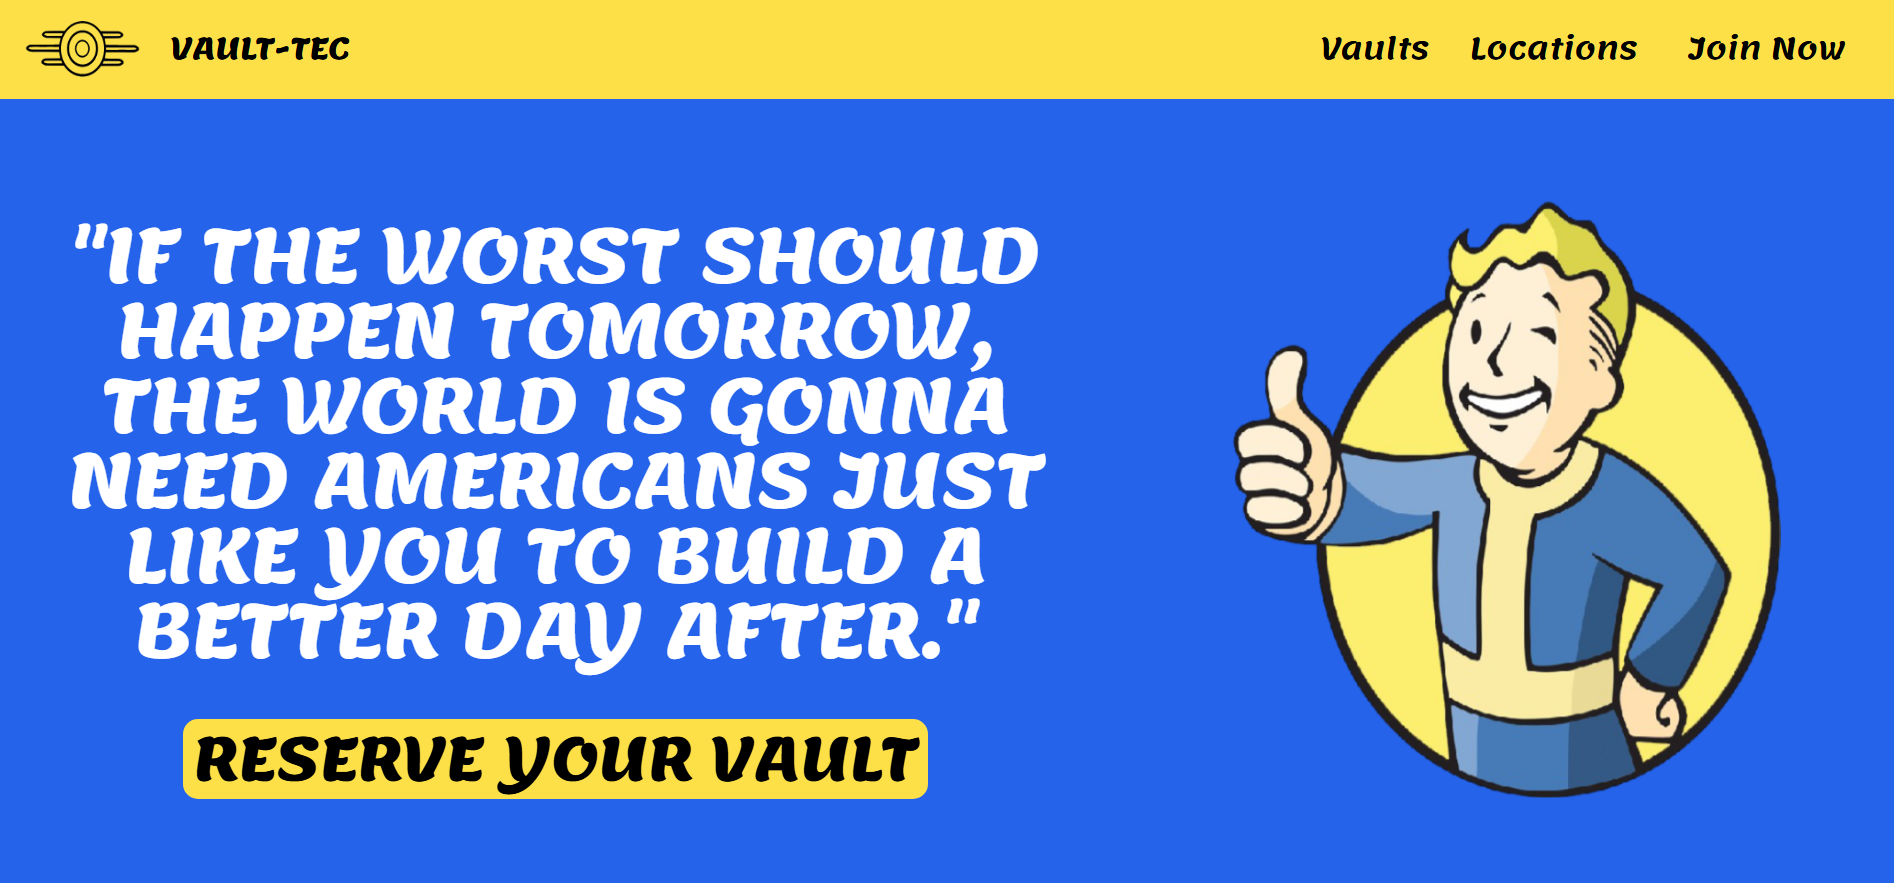 VAULT-TEC
Vaults
Locations
Join Now
"IF THE WORST SHOULD
HAPPEN TOMORROW,
THE WORLD IS GONNA
NEED AMERICANS JUST
LIKE YOU TO BUILD A
BETTER DAY AFTER."
RESERVE YOUR VAULT